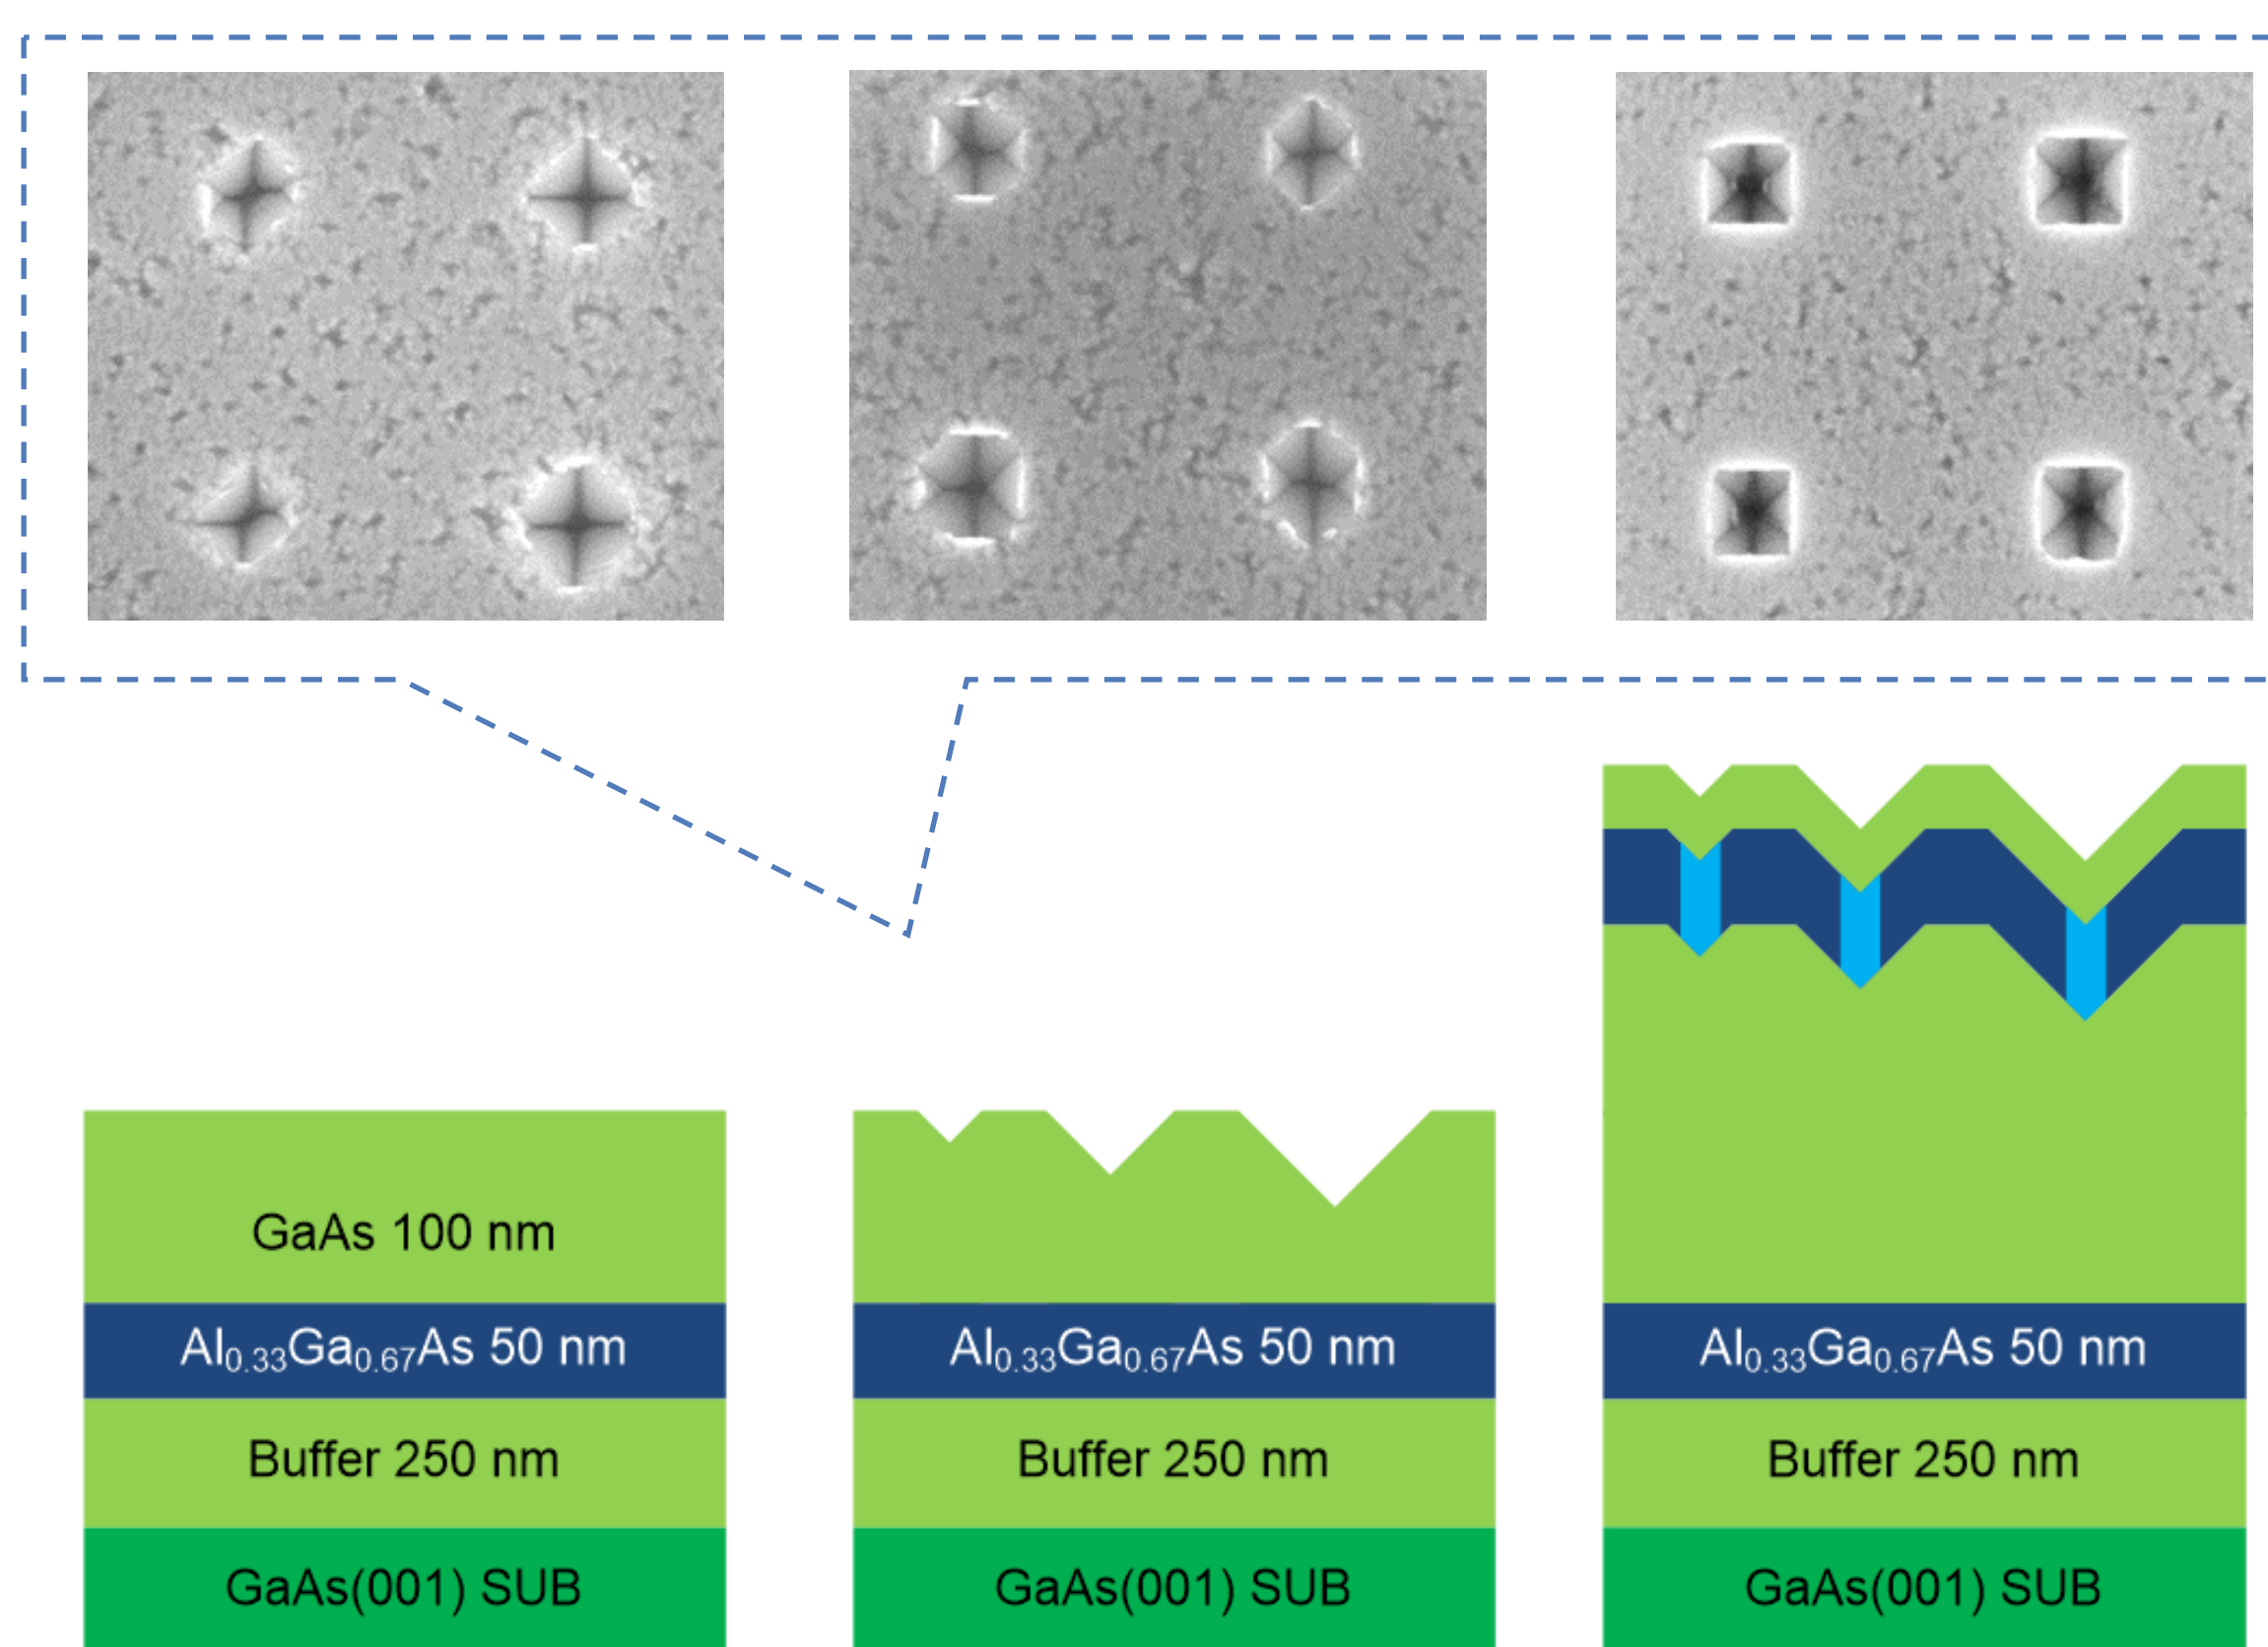 GaAs 100 nm
Al₀.₃₃Ga₀.₆₇As 50 nm
Buffer 250 nm
GaAs(001) SUB
Al₀.₃₃Ga₀.₆₇As 50 nm
Buffer 250 nm
GaAs(001) SUB
Al₀.₃₃Ga₀.₆₇As 50 nm
Buffer 250 nm
GaAs(001) SUB